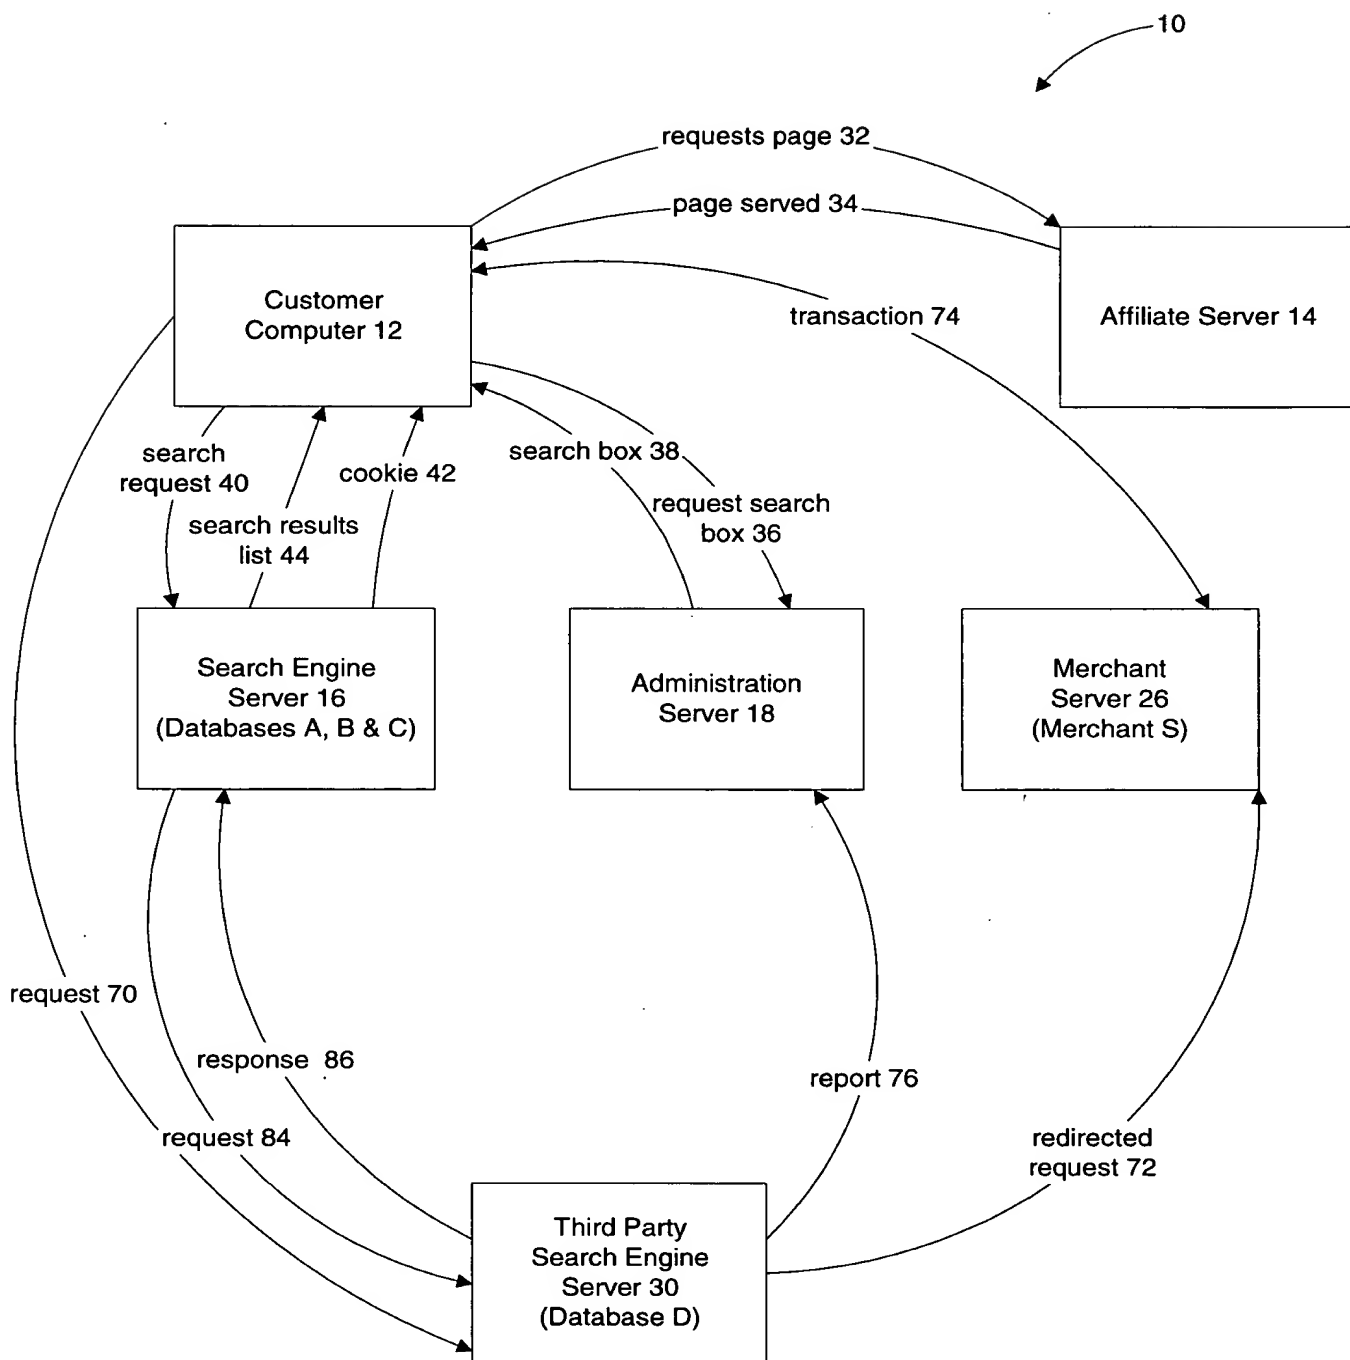 10
requests page 32
page served 34
Customer
Computer 12
transaction 74
Affiliate Server 14
search
request 40
cookie 42
search box 38
search results
list 44
request search
box 36
Search Engine
Server 16
(Databases A, B & C)
Administration
Server 18
Merchant
Server 26
(Merchant S)
request 70
response 86
report 76
request 84
redirected
request 72
Third Party
Search Engine
Server 30
(Database D)